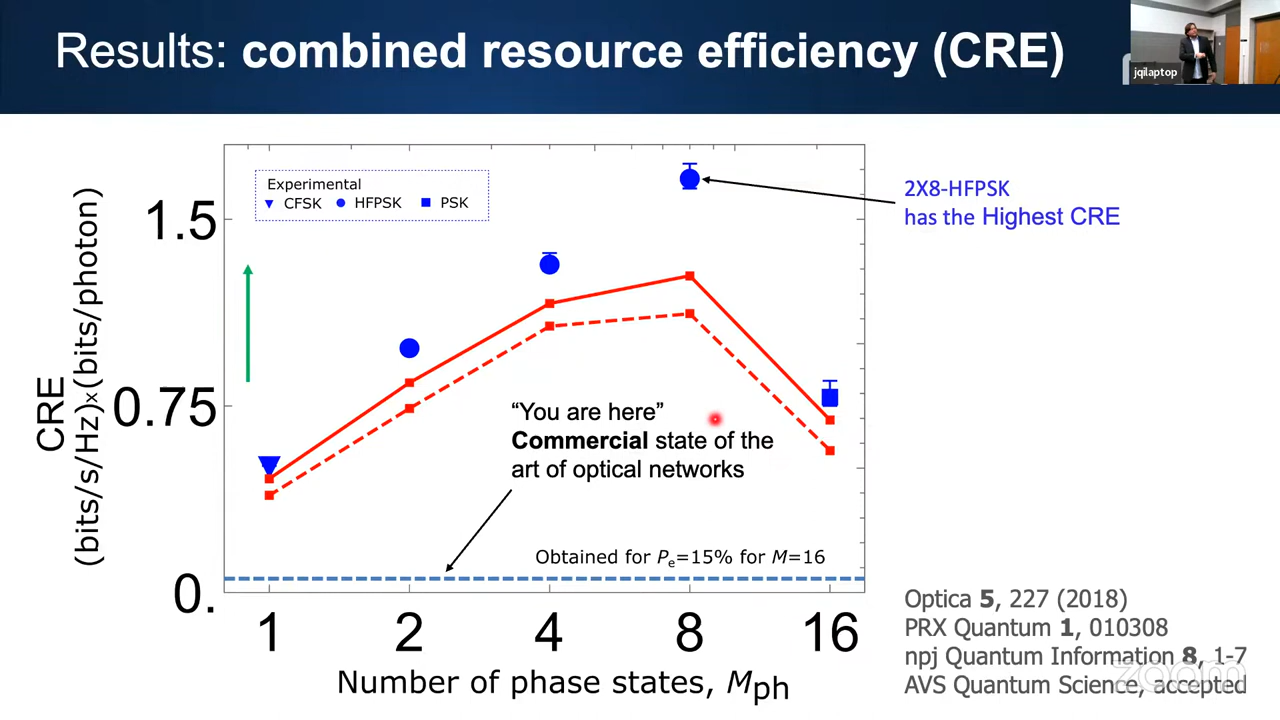 Results: combined resource efficiency (CRE)
jqilaptop
Experimental
CFSK HFPSK PSK
2X8-HFPSK
has the Highest CRE
CRE
(bits/s/Hz)x(bits/photon)
1.5
0.75
0.
“You are here”
Commercial state of the
art of optical networks
Obtained for Pe=15% for M=16
1 2 4 8 16
Number of phase states, Mph
Optica 5, 227 (2018)
PRX Quantum 1, 010308
npj Quantum Information 8, 1-7
AVS Quantum Science, accepted
zoom